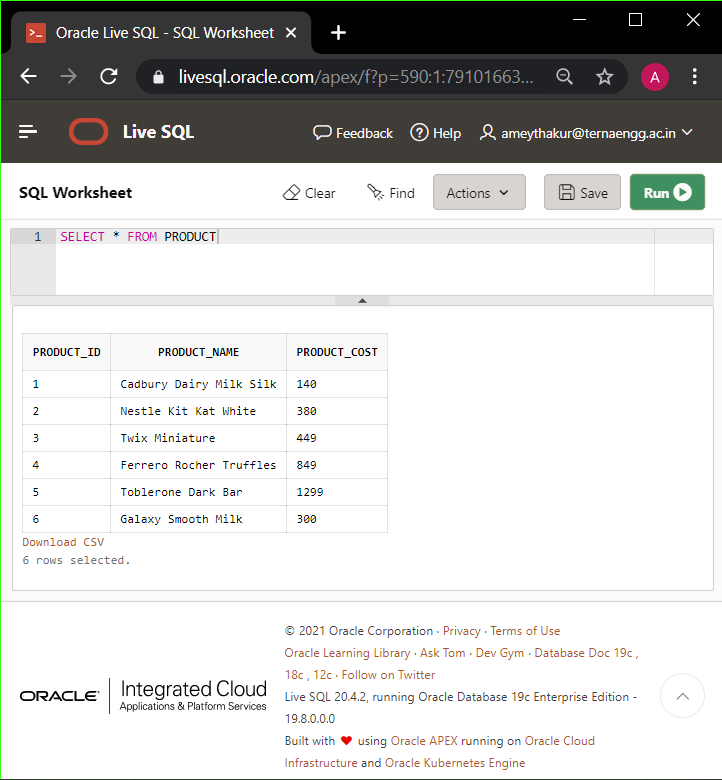 Oracle Live SQL - SQL Worksheet
livesql.oracle.com/apex/f?p=590:1:79101663...
A
Live SQL
Feedback
Help
ameythakur@ternaengg.ac.in
SQL Worksheet
Clear
Find
Actions
Save
Run
1 SELECT * FROM PRODUCT
PRODUCT_ID PRODUCT_NAME PRODUCT_COST
1 Cadbury Dairy Milk Silk 140
2 Nestle Kit Kat White 380
3 Twix Miniature 449
4 Ferrero Rocher Truffles 849
5 Toblerone Dark Bar 1299
6 Galaxy Smooth Milk 300
Download CSV
6 rows selected.
ORACLE
Integrated Cloud
Applications & Platform Services
© 2021 Oracle Corporation · Privacy · Terms of Use
Oracle Learning Library · Ask Tom · Dev Gym · Database Doc 19c ,
18c , 12c · Follow on Twitter
Live SQL 20.4.2, running Oracle Database 19c Enterprise Edition -
19.8.0.0.0
Built with ♥ using Oracle APEX running on Oracle Cloud
Infrastructure and Oracle Kubernetes Engine